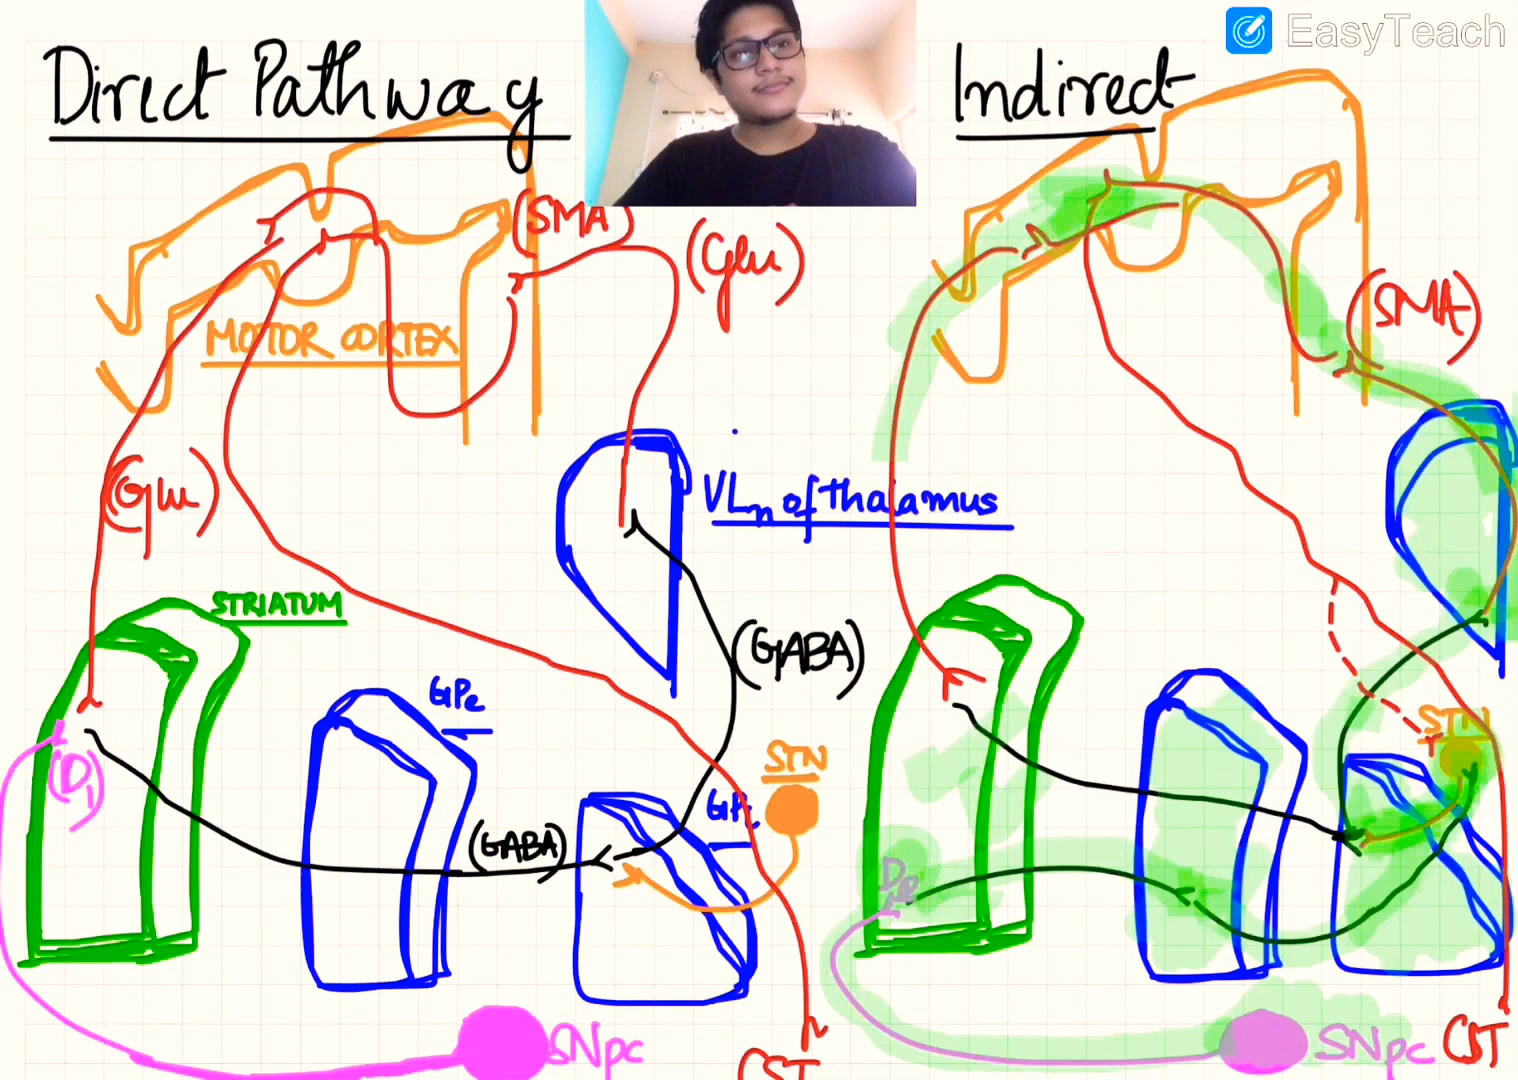 Direct Pathway
Indirect
EasyTeach
(SMA)
(Glu)
(SMA)
MOTOR CORTEX
(Glu)
VLn of thalamus
STRIATUM
(GABA)
GPe
STN
STN
(D1)
GPi
(GABA)
D2
SNpc
CST
SNpc
CST